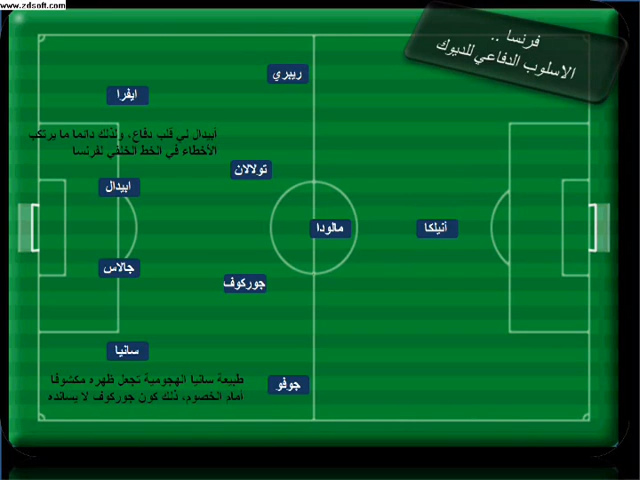 www.zdsoft.com
فرنسا ..
الاسلوب الدفاعي للديوك
ريبري
ايفرا
أبيدال ني قلب دفاع، ولذلك دائما ما يرتكب
الأخطاء في الخط الخلفي لفرنسا
تولالان
ابيدال
مالودا
أنيلكا
جالاس
جوركوف
سانيا
طبيعة سانيا الهجومية تجعل ظهره مكشوفا
أمام الخصوم، ذلك كون جوركوف لا يسانده
جوفو